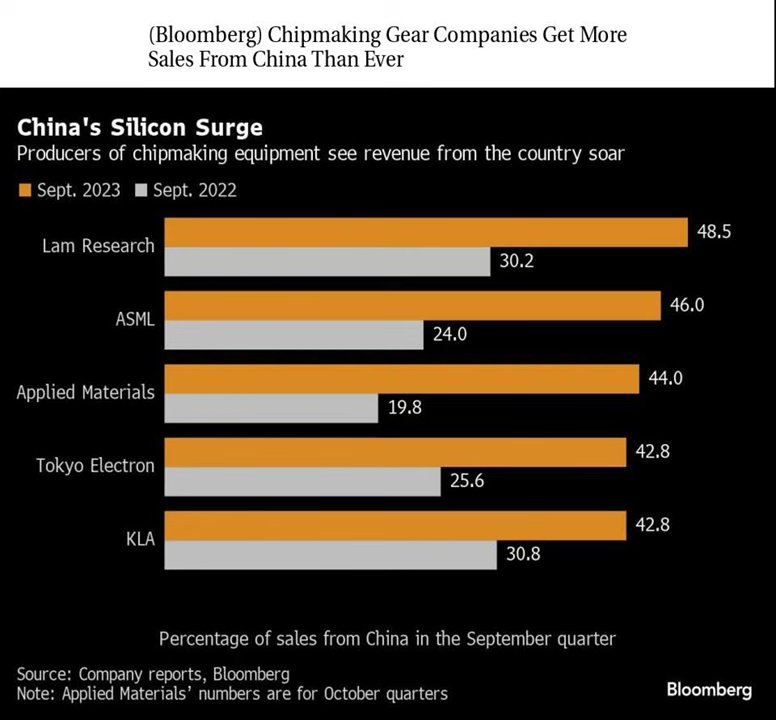 (Bloomberg) Chipmaking Gear Companies Get More
Sales From China Than Ever
China's Silicon Surge
Producers of chipmaking equipment see revenue from the country soar
Sept. 2023 Sept. 2022
Lam Research 48.5
30.2
ASML 46.0
24.0
Applied Materials 44.0
19.8
Tokyo Electron 42.8
25.6
KLA 42.8
30.8
Percentage of sales from China in the September quarter
Source: Company reports, Bloomberg
Note: Applied Materials’ numbers are for October quarters
Bloomberg